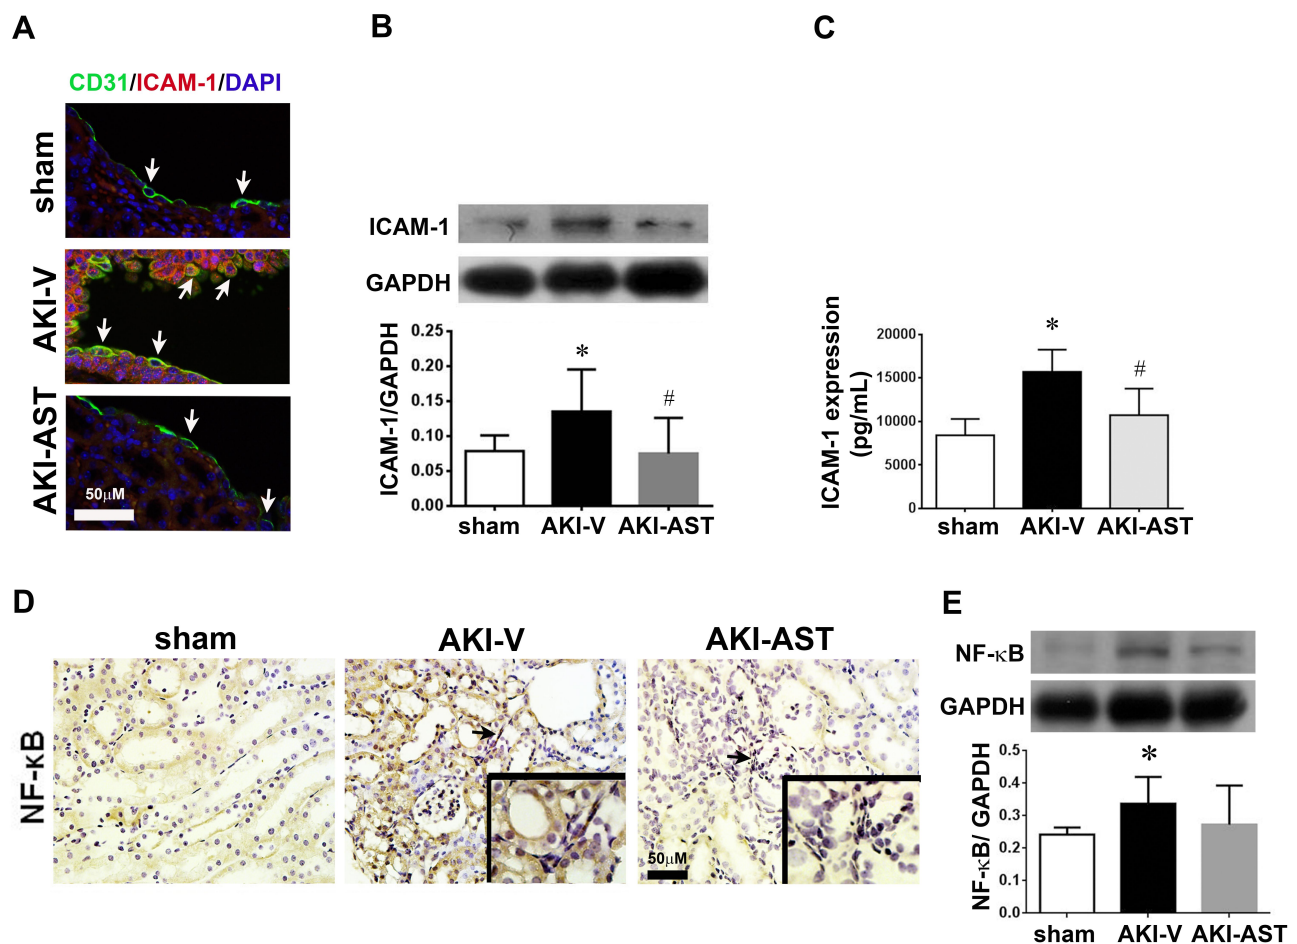 A
CD31/ICAM-1/DAPI
sham
AKI-V
AKI-AST
50μM
B
ICAM-1
GAPDH
ICAM-1/GAPDH
0.25
0.20
0.15
0.10
0.05
0.00
*
#
sham
AKI-V
AKI-AST
C
ICAM-1 expression
(pg/mL)
20000
15000
10000
5000
0
*
#
sham
AKI-V
AKI-AST
D
sham
AKI-V
AKI-AST
NF-κB
50μM
E
NF-κB
GAPDH
NF-κB/ GAPDH
0.5
0.4
0.3
0.2
0.1
0.0
*
sham
AKI-V
AKI-AST